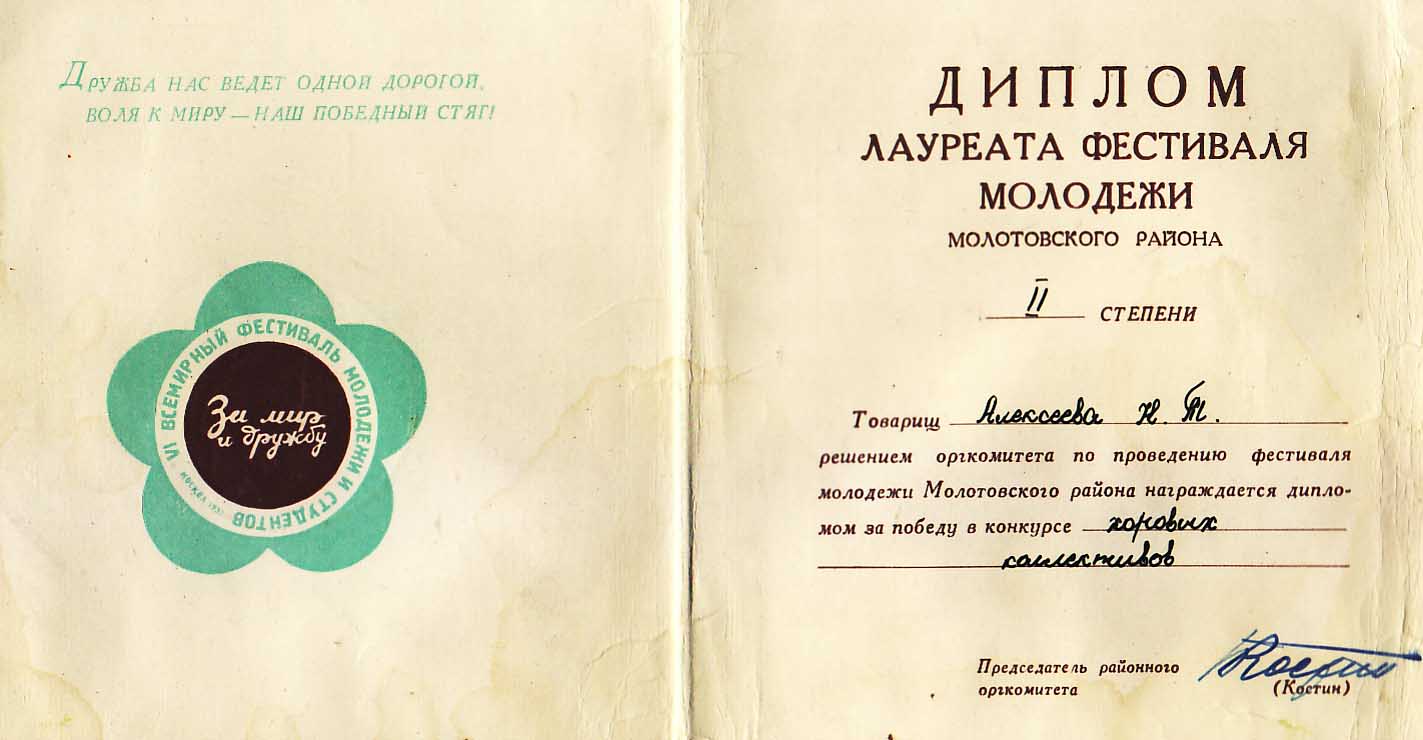 Дружба нас ведет одной дорогой,
воля к миру — наш победный стяг!
VI ВСЕМИРНЫЙ ФЕСТИВАЛЬ МОЛОДЕЖИ И СТУДЕНТОВ
МОСКВА
За мир
и дружбу
ДИПЛОМ
ЛАУРЕАТА ФЕСТИВАЛЯ
МОЛОДЕЖИ
МОЛОТОВСКОГО РАЙОНА
II СТЕПЕНИ
Товарищ Алексеева Н. Т.
решением оргкомитета по проведению фестиваля
молодежи Молотовского района награждается дипло-
мом за победу в конкурсе хоровых
коллективов
Председатель районного
оргкомитета
Костин
(Костин)